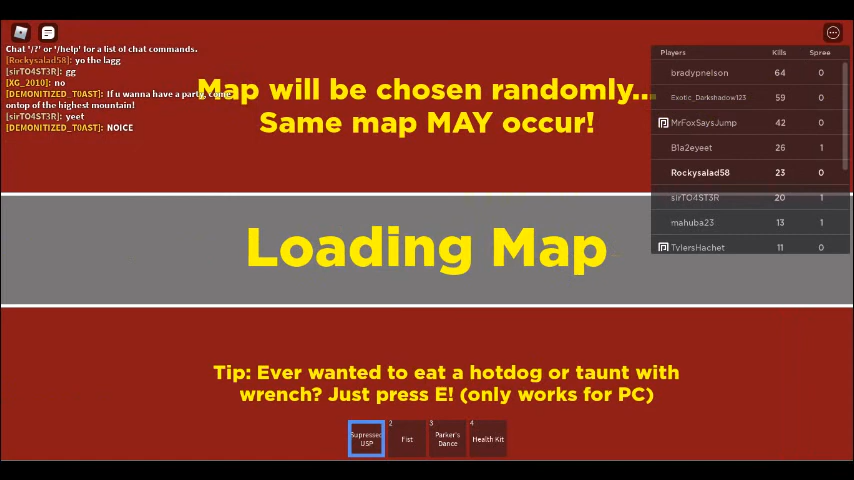 Chat '/?' or '/help' for a list of chat commands.
[Rockysalad58]: yo the lagg
[sirTO4ST3R]: gg
[XG_2010]: no
[DEMONITIZED_T0AST]: If u wanna have a party, come
ontop of the highest mountain!
[sirTO4ST3R]: yeet
[DEMONITIZED_T0AST]: NOICE
Map will be chosen randomly...
Same map MAY occur!
Players Kills Spree
bradypnelson 64 0
Exotic_Darkshadow123 59 0
MrFoxSaysJump 42 0
B1a2eyeet 26 1
Rockysalad58 23 0
sirTO4ST3R 20 1
mahuba23 13 1
TylersHachet 11 0
Loading Map
Tip: Ever wanted to eat a hotdog or taunt with
wrench? Just press E! (only works for PC)
Supressed
USP
2
Fist
3
Parker's
Dance
4
Health Kit